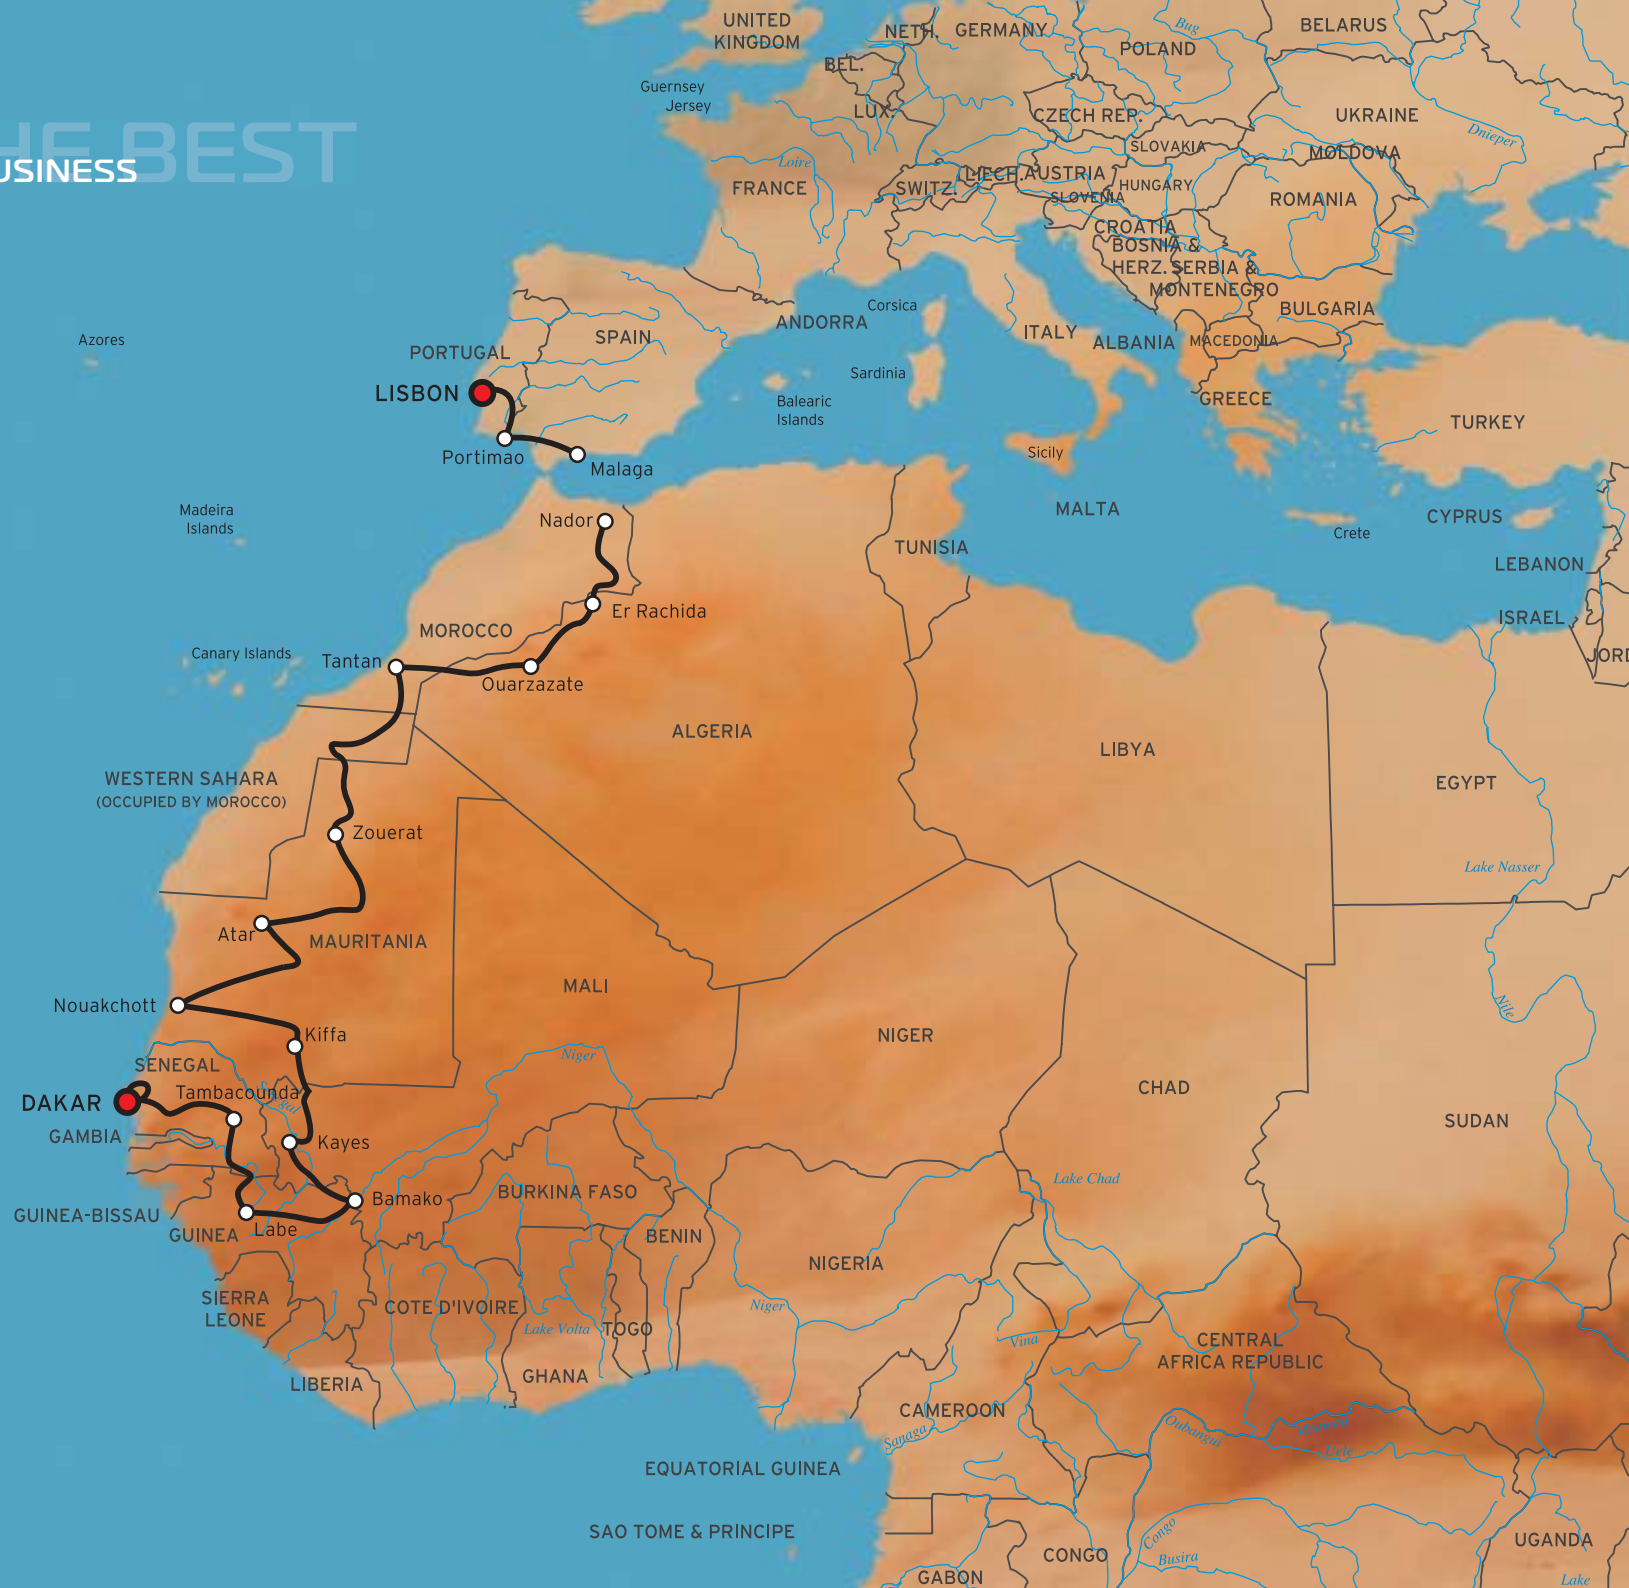 UNITED
KINGDOM
NETH.
GERMANY
Bug
BELARUS
POLAND
BEL.
Guernsey
Jersey
LUX.
CZECH REP.
UKRAINE
Dnieper
HE BEST
USINESS
SLOVAKIA
MOLDOVA
Loire
FRANCE
SWITZ.
LIECH.
AUSTRIA
HUNGARY
SLOVENIA
ROMANIA
CROATIA
BOSNIA &
HERZ.
SERBIA &
MONTENEGRO
Corsica
BULGARIA
ANDORRA
ITALY
ALBANIA
MACEDONIA
Azores
SPAIN
PORTUGAL
Sardinia
LISBON
Balearic
Islands
GREECE
TURKEY
Portimao
Malaga
Sicily
Madeira
Islands
Nador
MALTA
CYPRUS
Crete
TUNISIA
LEBANON
Er Rachida
MOROCCO
ISRAEL
Canary Islands
Tantan
JORD
Ouarzazate
ALGERIA
LIBYA
WESTERN SAHARA
(OCCUPIED BY MOROCCO)
EGYPT
Zouerat
Lake Nasser
Atar
MAURITANIA
MALI
Nouakchott
Nile
Kiffa
NIGER
Niger
SENEGAL
Tambacounda
CHAD
DAKAR
SUDAN
GAMBIA
Kayes
Lake Chad
BURKINA FASO
Bamako
GUINEA-BISSAU
GUINEA
Labe
BENIN
NIGERIA
SIERRA
LEONE
COTE D'IVOIRE
Niger
Lake Volta
TOGO
Vina
CENTRAL
AFRICA REPUBLIC
GHANA
LIBERIA
CAMEROON
Sanaga
Oubangui
Uele
EQUATORIAL GUINEA
SAO TOME & PRINCIPE
Congo
UGANDA
CONGO
Busira
GABON
Lake